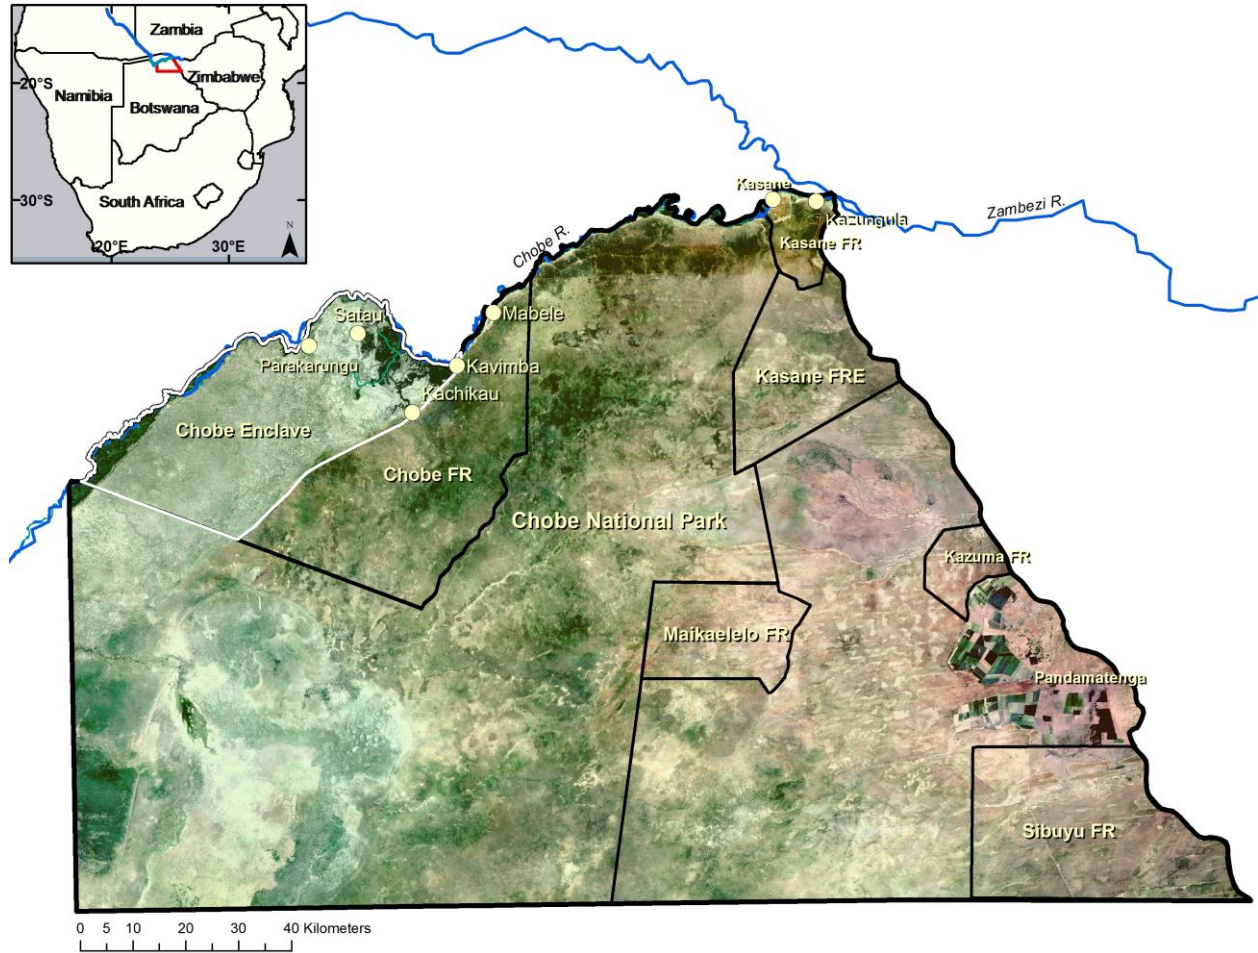 Zambia
20°S
Zimbabwe
Namibia
Botswana
30°S
South Africa
N
20°E
30°E
Kasane
Kazungula
Zambezi R.
Kasane FR
Chobe R.
Mabele
Satau
Parakarungu
Kavimba
Kasane FRE
Kachikau
Chobe Enclave
Chobe FR
Chobe National Park
Kazuma FR
Maikaelelo FR
Pandamatenga
Sibuyu FR
0 5 10 20 30 40 Kilometers